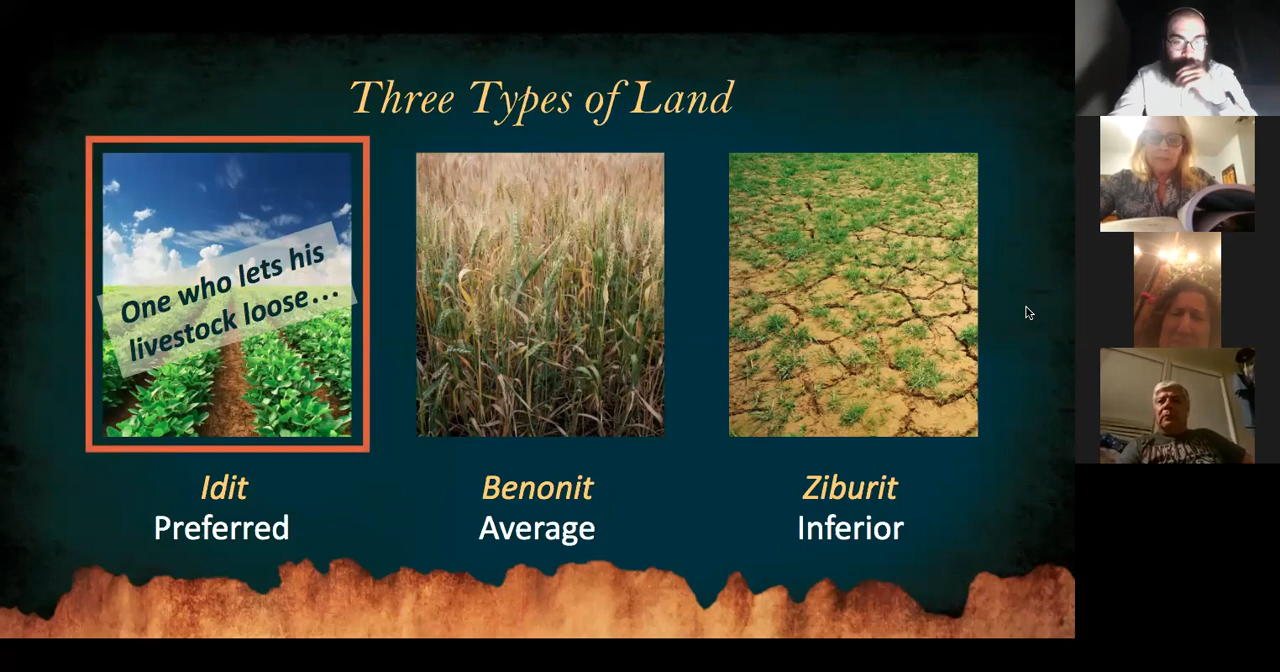 Three Types of Land
One who lets his
livestock loose...
Idit
Preferred
Benonit
Average
Ziburit
Inferior